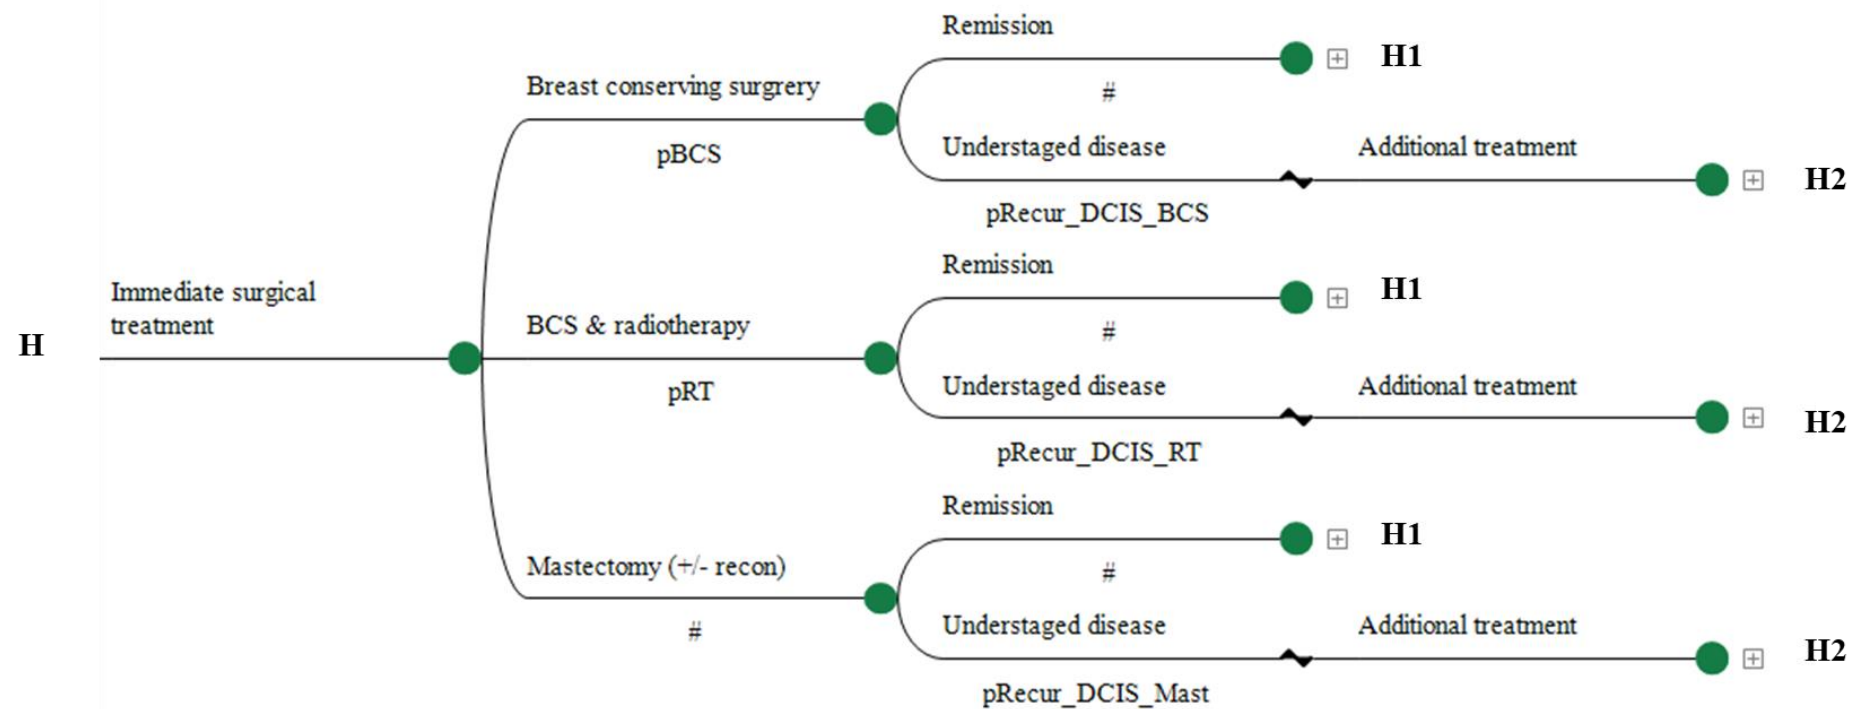 Remission
H1
#
Breast conserving surgrery
pBCS
Understaged disease
Additional treatment
H2
pRecur_DCIS_BCS
Remission
H1
#
Immediate surgical
treatment
H
BCS & radiotherapy
pRT
Understaged disease
Additional treatment
H2
pRecur_DCIS_RT
Remission
H1
#
Mastectomy (+/- recon)
#
Understaged disease
Additional treatment
H2
pRecur_DCIS_Mast